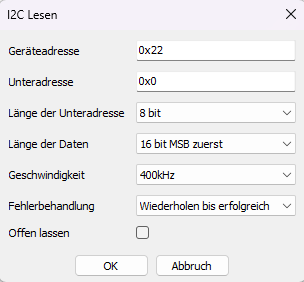 I2C Lesen
Geräteadresse 0x22
Unteradresse 0x0
Länge der Unteradresse 8 bit
Länge der Daten 16 bit MSB zuerst
Geschwindigkeit 400kHz
Fehlerbehandlung Wiederholen bis erfolgreich
Offen lassen
OK Abbruch